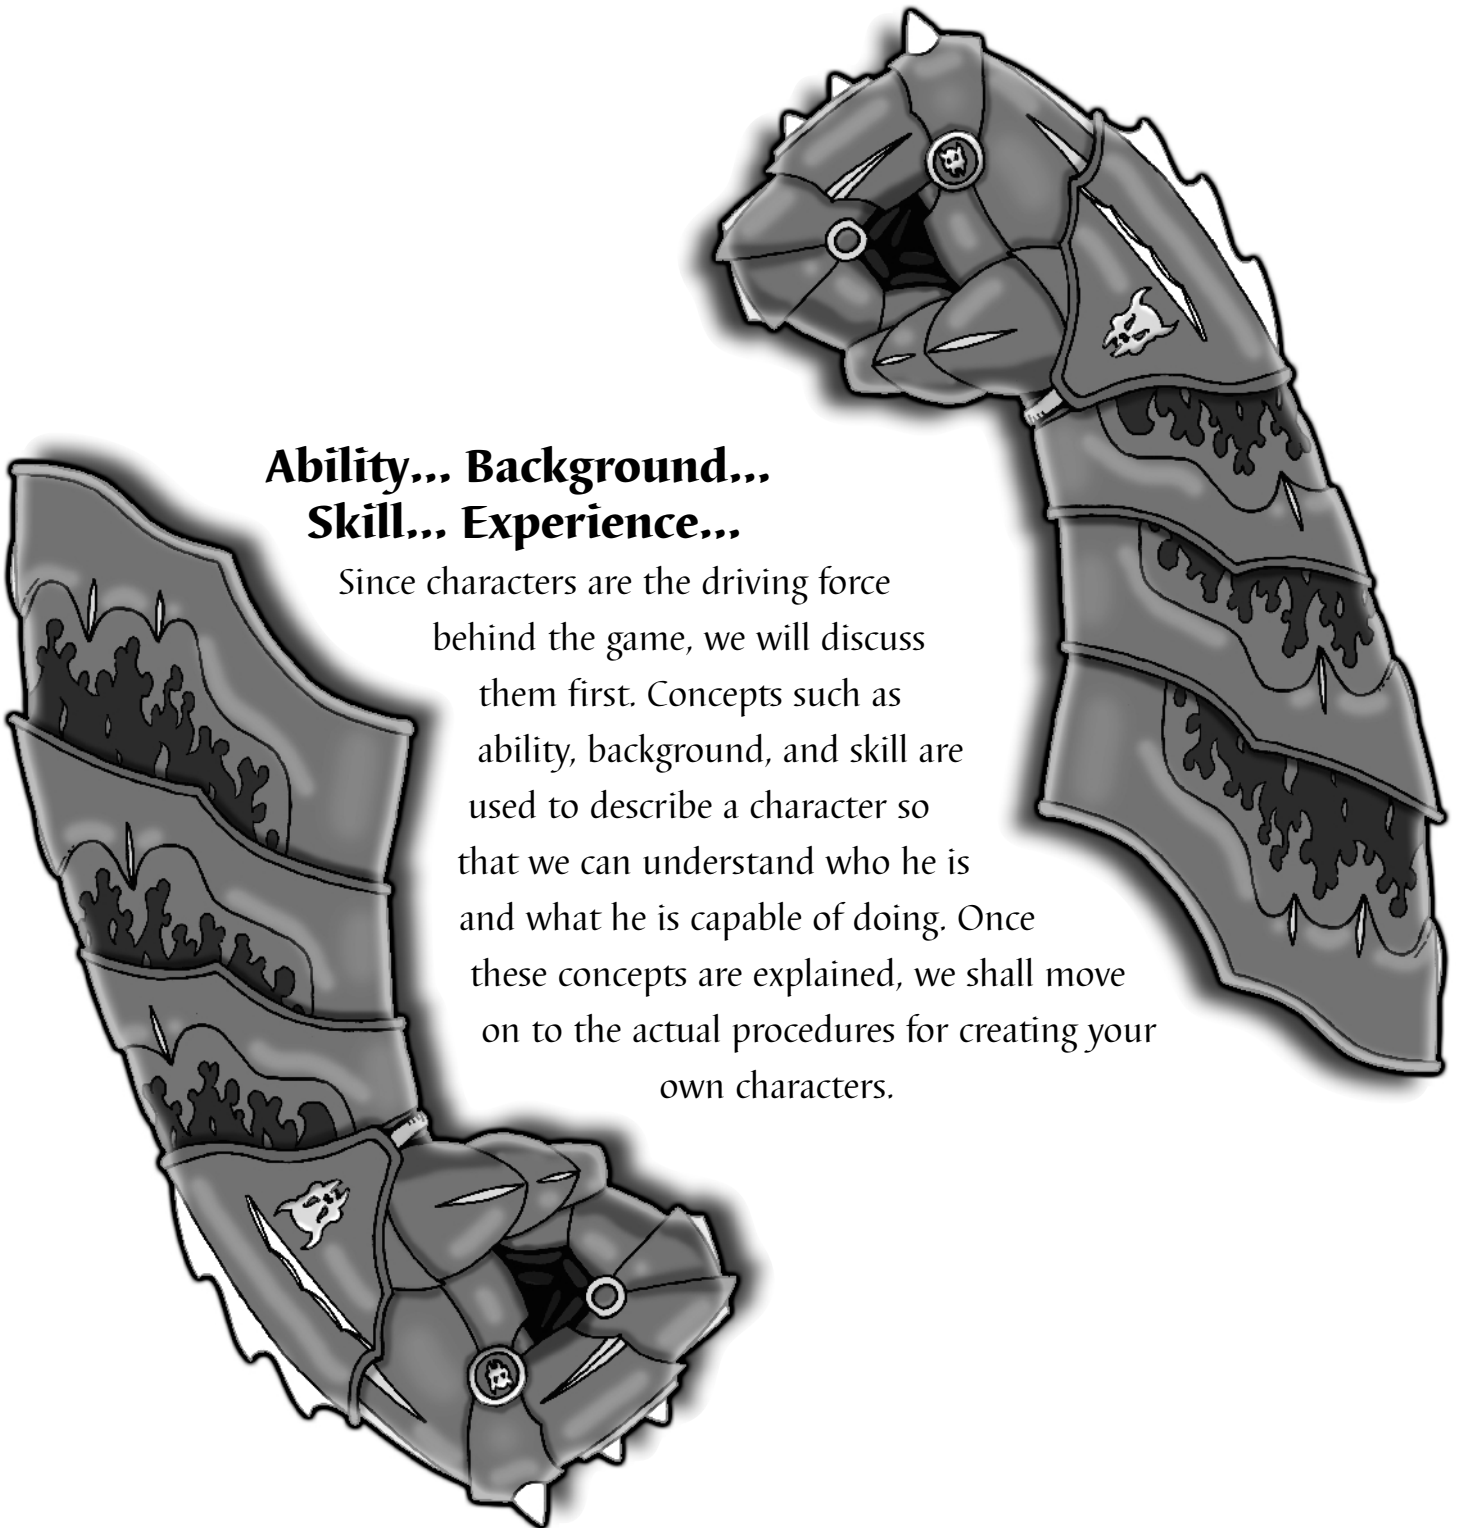 Ability... Background...
Skill... Experience...
Since characters are the driving force
behind the game, we will discuss
them first. Concepts such as
ability, background, and skill are
used to describe a character so
that we can understand who he is
and what he is capable of doing. Once
these concepts are explained, we shall move
on to the actual procedures for creating your
own characters.